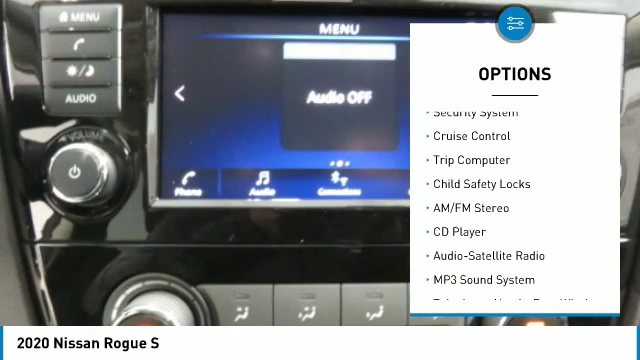 MENU
AUDIO
VOLUME
MENU
Audio OFF
Phone
Audio
Connections
OPTIONS
Security System
Cruise Control
Trip Computer
Child Safety Locks
AM/FM Stereo
CD Player
Audio-Satellite Radio
MP3 Sound System
2020 Nissan Rogue S